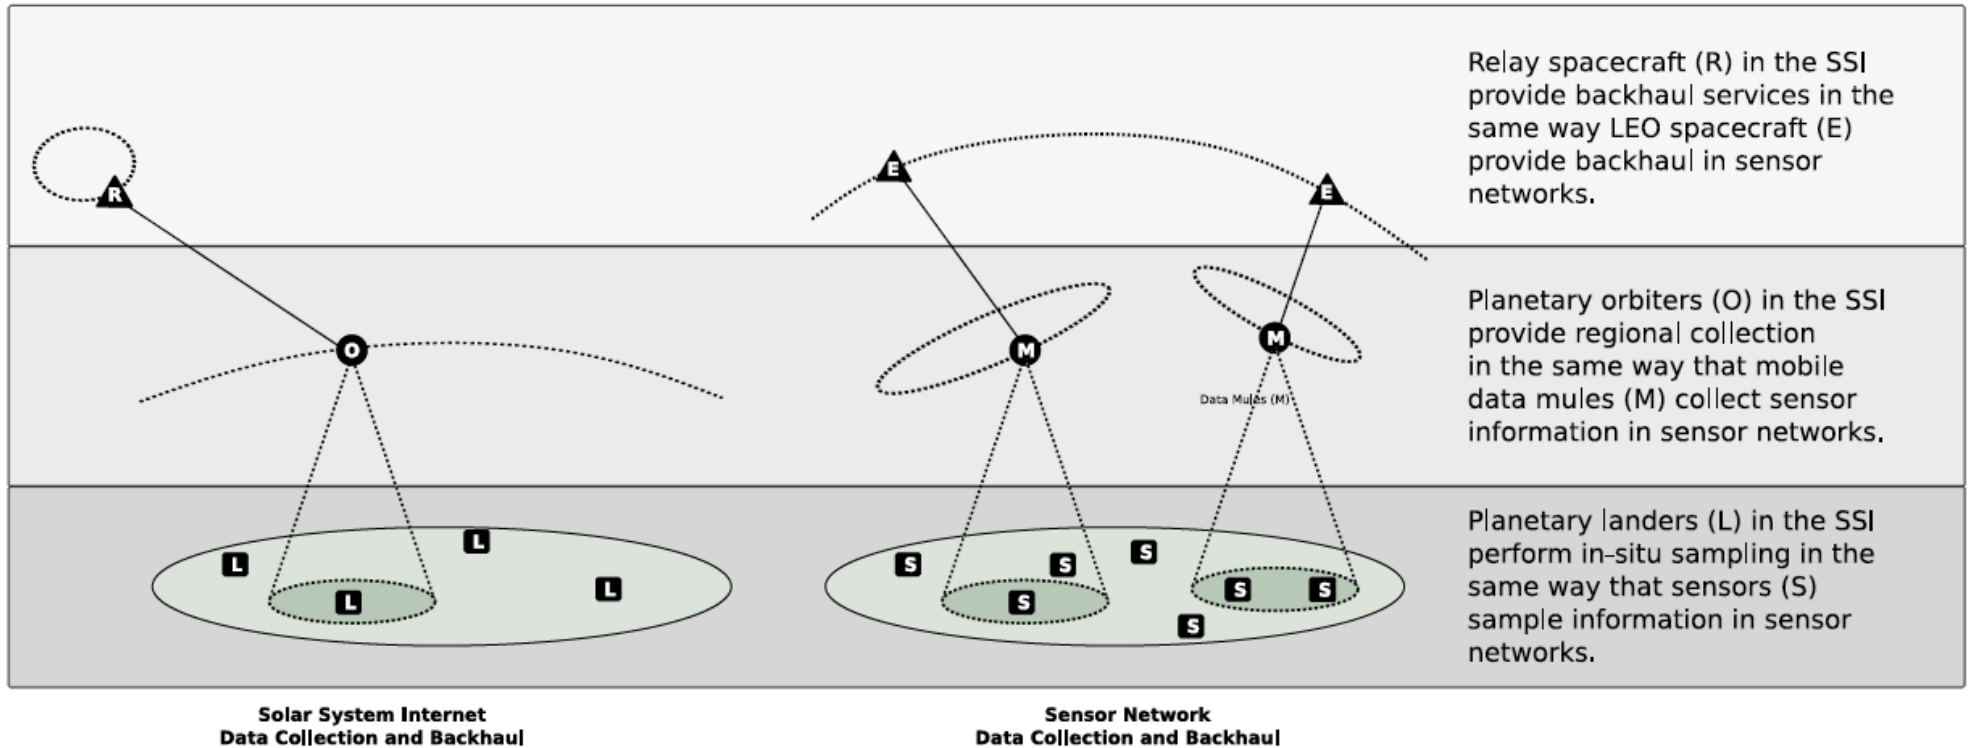 Relay spacecraft (R) in the SSI
provide backhaul services in the
same way LEO spacecraft (E)
provide backhaul in sensor
networks.
R
E
E
Planetary orbiters (O) in the SSI
provide regional collection
in the same way that mobile
data mules (M) collect sensor
information in sensor networks.
O
M
M
Data Mules (M)
Planetary landers (L) in the SSI
perform in-situ sampling in the
same way that sensors (S)
sample information in sensor
networks.
L
L
L
L
S
S
S
S
S
S
S
Solar System Internet
Data Collection and Backhaul
Sensor Network
Data Collection and Backhaul